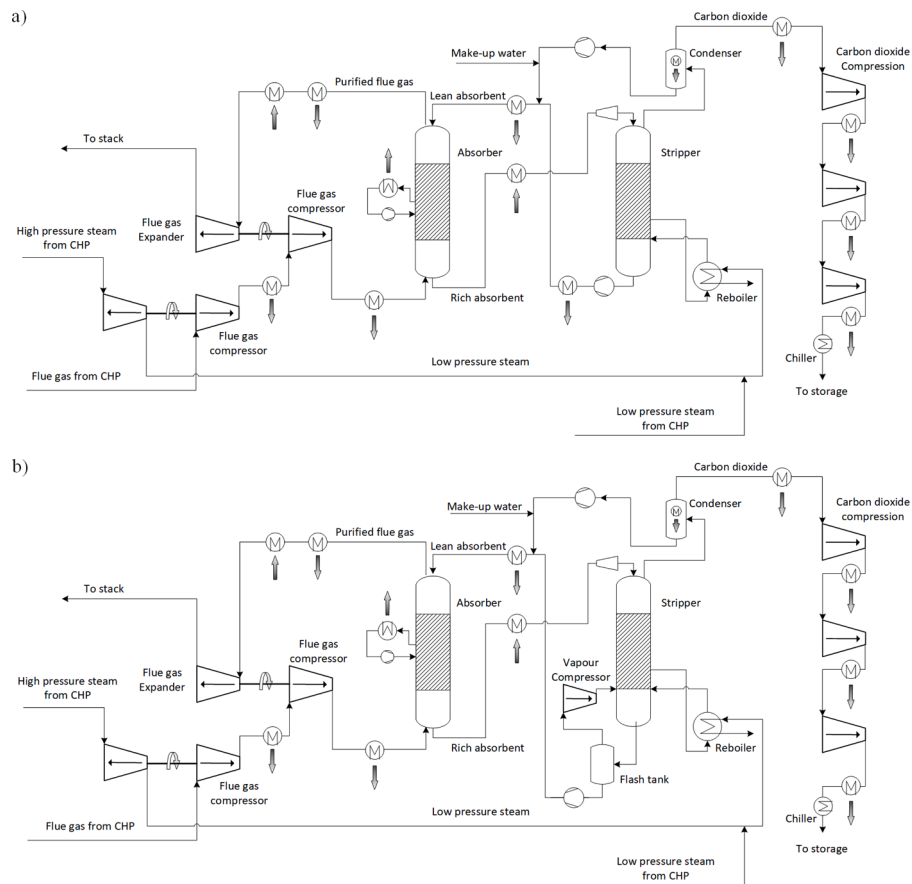 a)
Carbon dioxide
Make-up water
Condenser
Carbon dioxide
Compression
Purified flue gas
Lean absorbent
To stack
Absorber
Stripper
Flue gas
compressor
Flue gas
Expander
High pressure steam
from CHP
Rich absorbent
Reboiler
Flue gas
compressor
Chiller
Low pressure steam
Flue gas from CHP
To storage
Low pressure steam
from CHP
b)
Carbon dioxide
Make-up water
Condenser
Carbon dioxide
compression
Purified flue gas
Lean absorbent
To stack
Absorber
Stripper
Flue gas
compressor
Vapour
Compressor
Flue gas
Expander
High pressure steam
from CHP
Rich absorbent
Reboiler
Flash tank
Flue gas
compressor
Low pressure steam
Chiller
Flue gas from CHP
To storage
Low pressure steam
from CHP